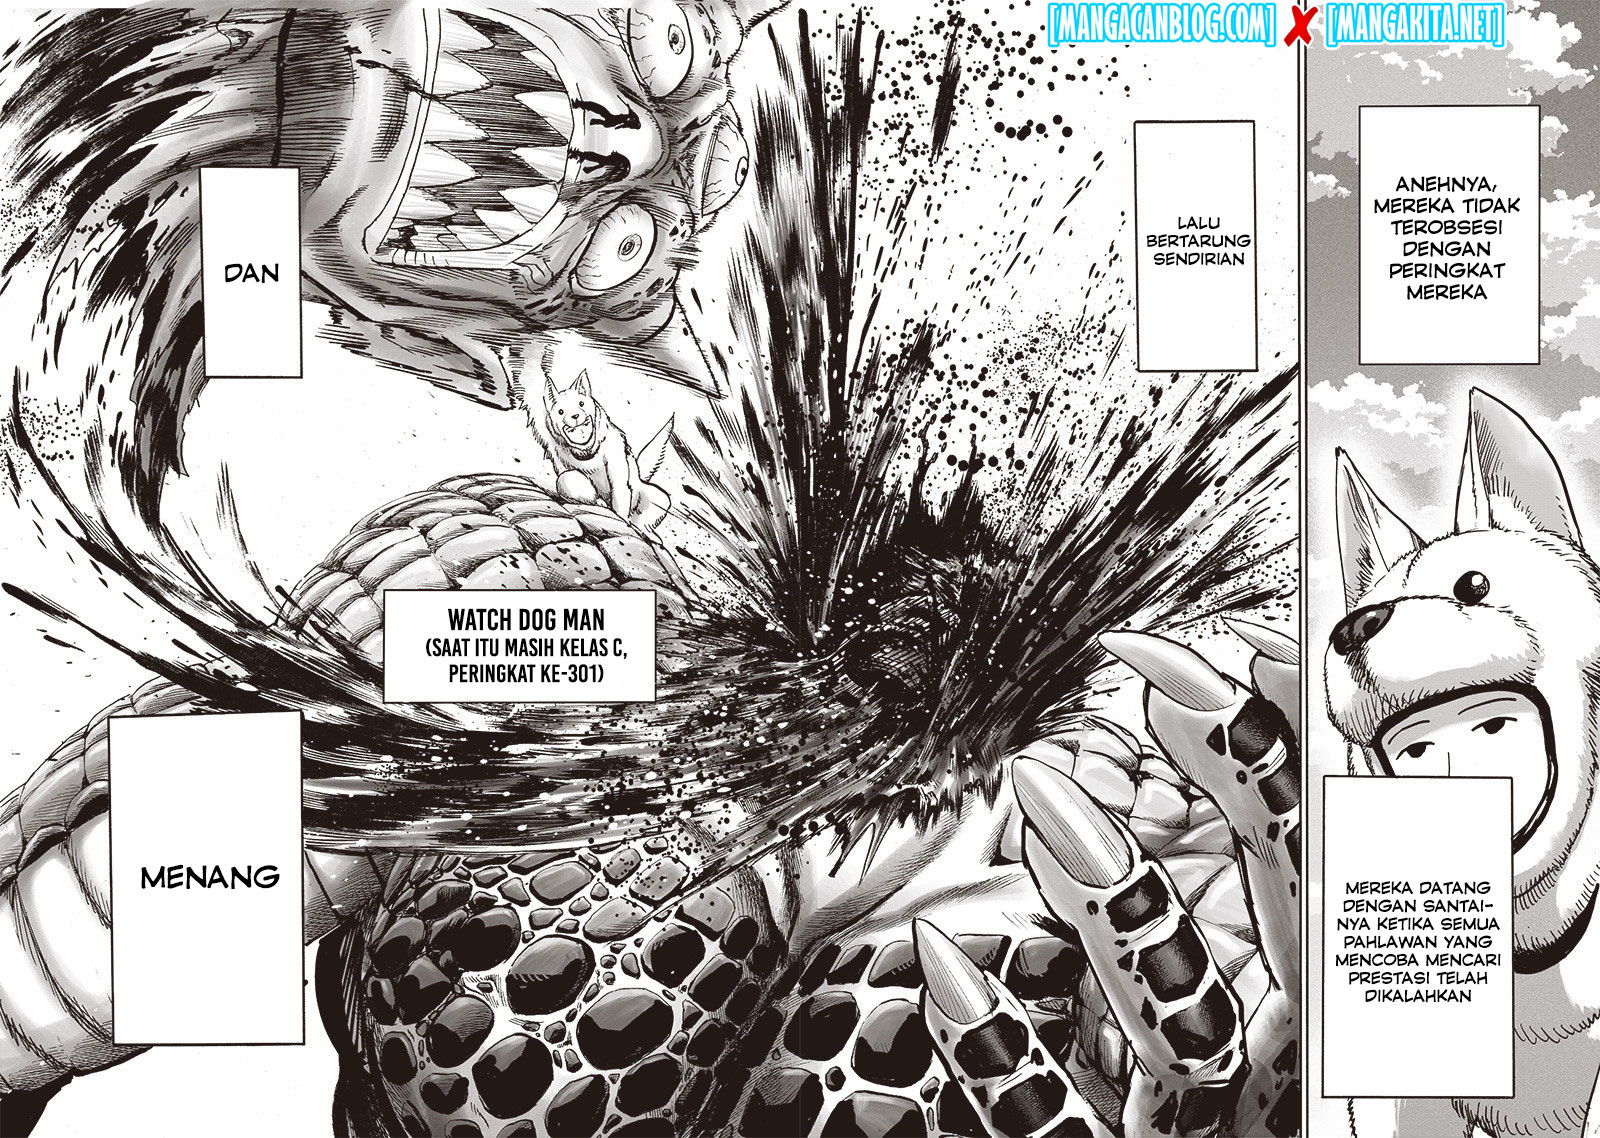 [MANGACANBLOG.COM] X [MANGAKITA.NET]
ANEHNYA,
MEREKA TIDAK
TEROBSESI
DENGAN
PERINGKAT
MEREKA
MEREKA DATANG
DENGAN SANTAI-
NYA KETIKA SEMUA
PAHLAWAN YANG
MENCOBA MENCARI
PRESTASI TELAH
DIKALAHKAN
LALU
BERTARUNG
SENDIRIAN
DAN
WATCH DOG MAN
(SAAT ITU MASIH KELAS C,
PERINGKAT KE-301)
MENANG